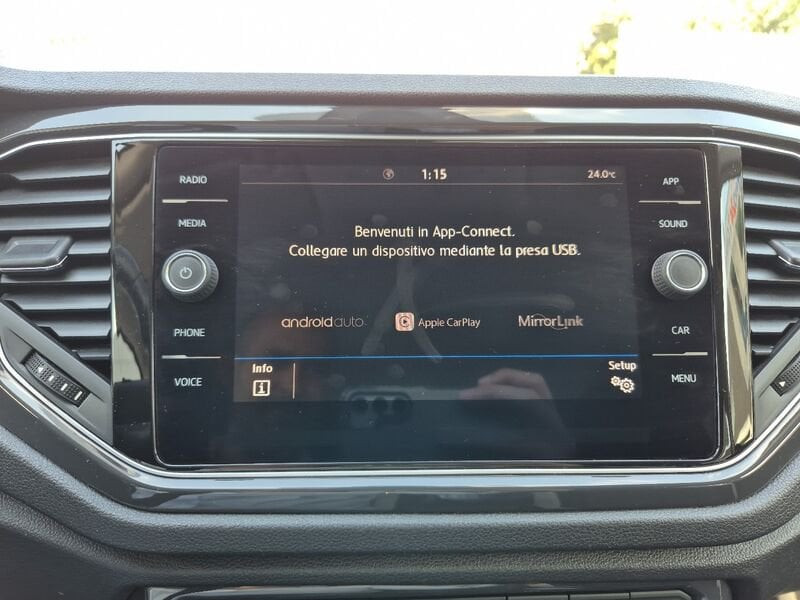 RADIO
1:15
24.0°C
APP
MEDIA
SOUND
Benvenuti in App-Connect.
Collegare un dispositivo mediante la presa USB.
PHONE
androidauto
Apple CarPlay
MirrorLink
CAR
VOICE
Info
Setup
MENU